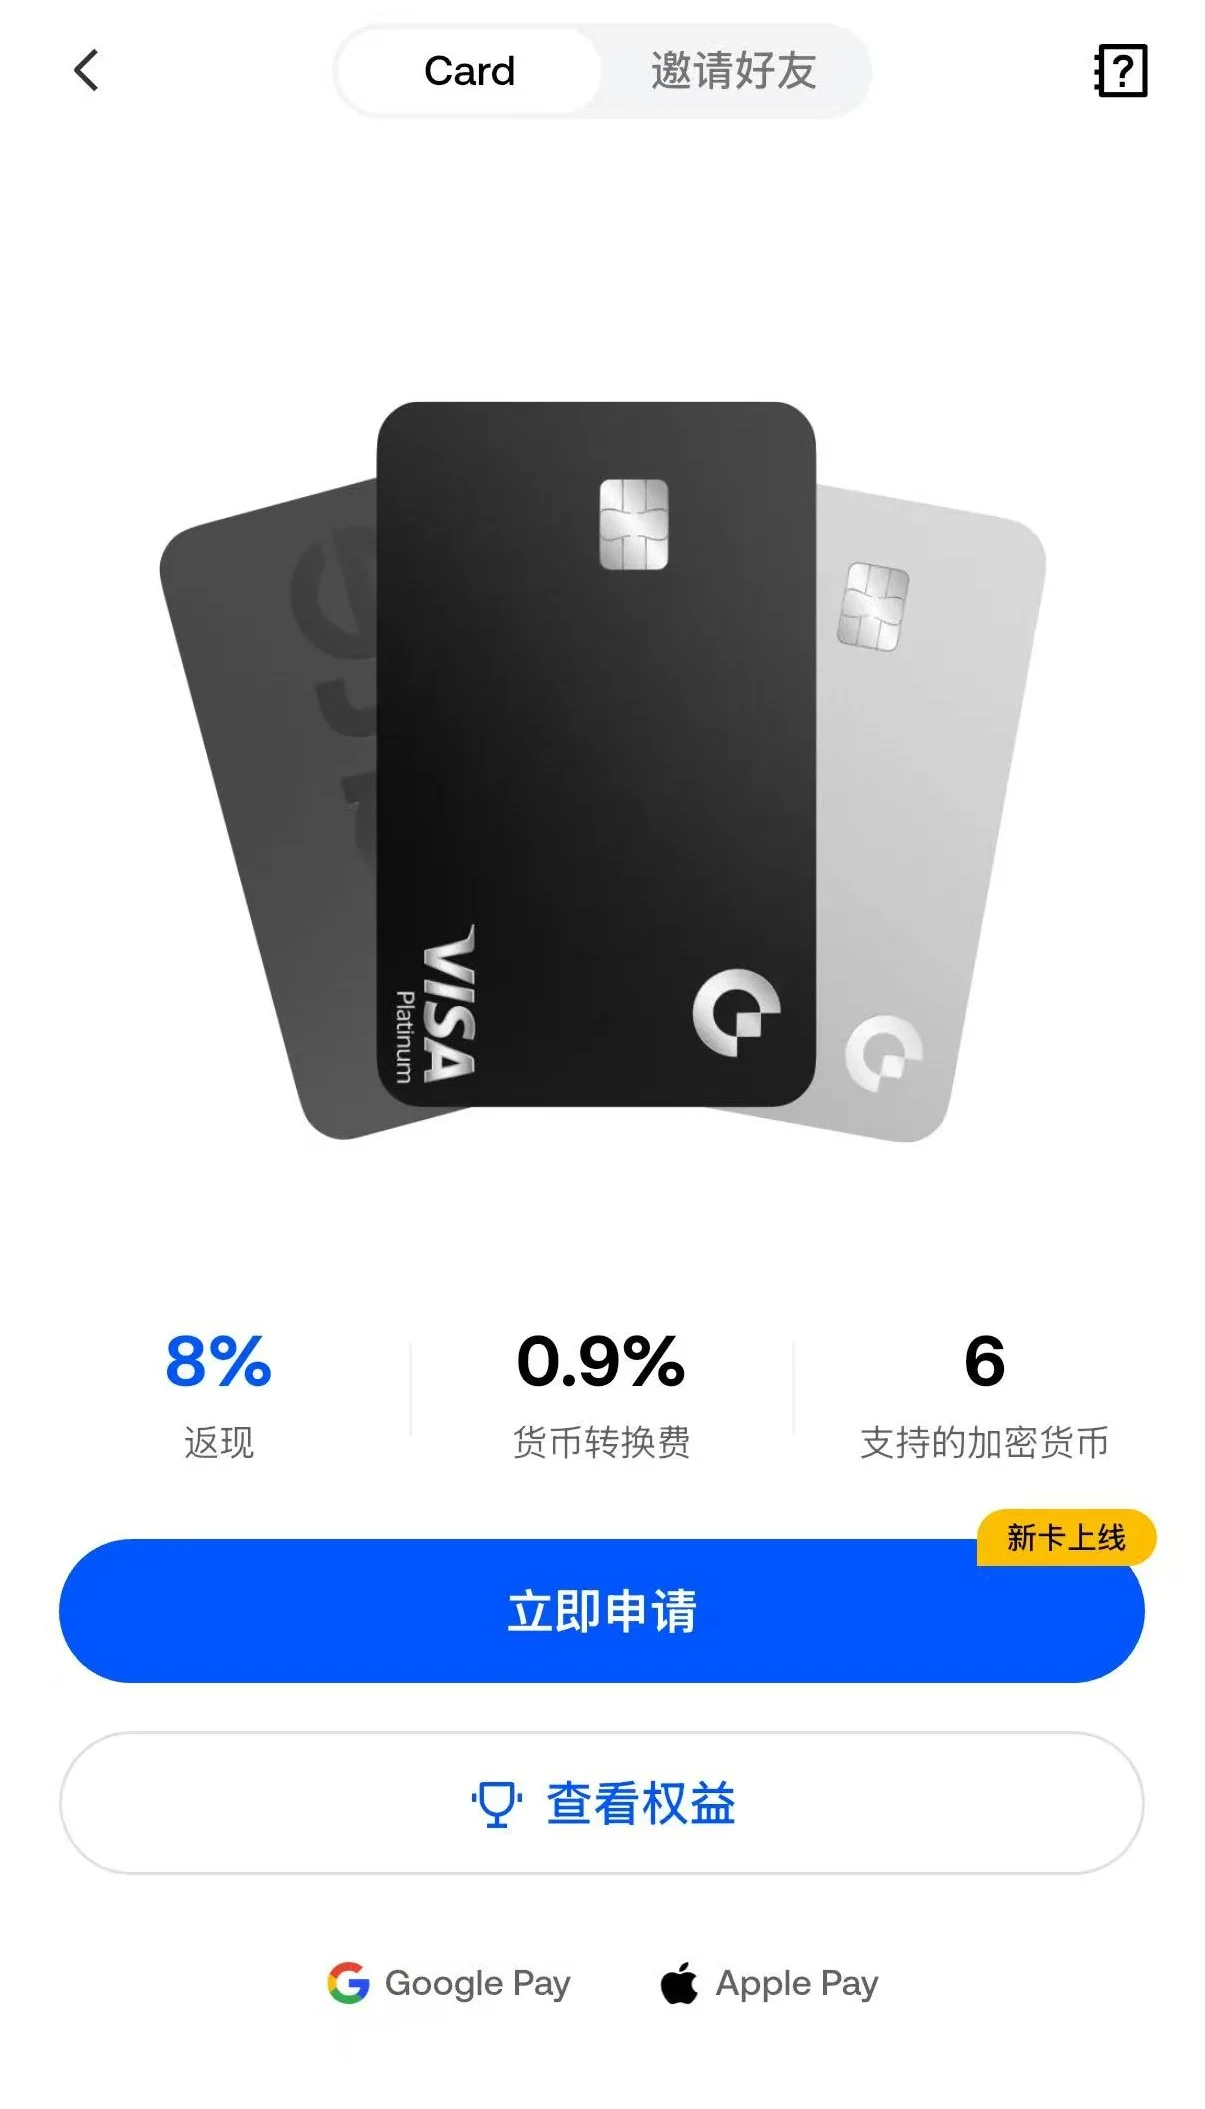 Card
邀请好友
VISA
Platinum
8%
返现
0.9%
货币转换费
6
支持的加密货币
新卡上线
立即申请
查看权益
Google Pay
Apple Pay